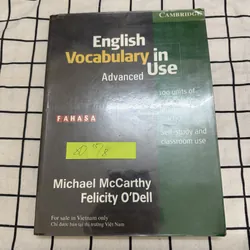 CAMBRIDGE
English
Vocabulary in
Use
Advanced
100 units of
FAHASA
Self-study and
classroom use
Michael McCarthy
Felicity O'Dell
For sale in Vietnam only
Chỉ được bán tại thị trường Việt Nam